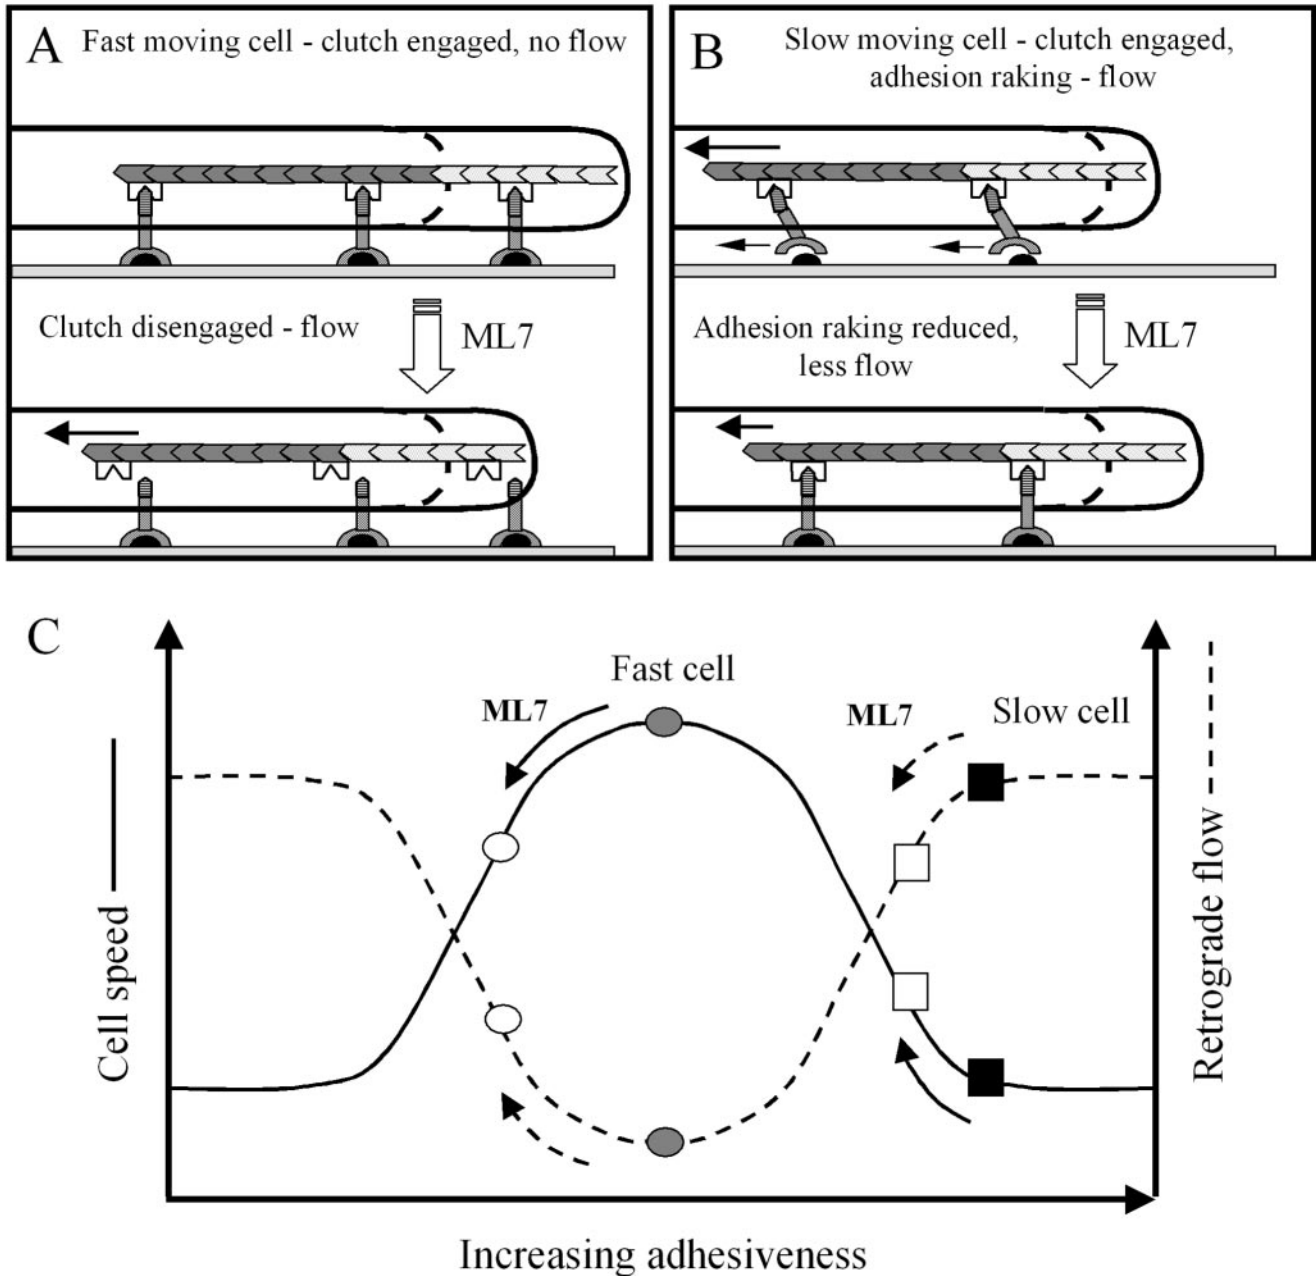 A
Fast moving cell - clutch engaged, no flow
Clutch disengaged - flow
ML7
B
Slow moving cell - clutch engaged,
adhesion raking - flow
Adhesion raking reduced,
less flow
ML7
C
Fast cell
ML7
ML7
Slow cell
Cell speed
Retrograde flow
Increasing adhesiveness